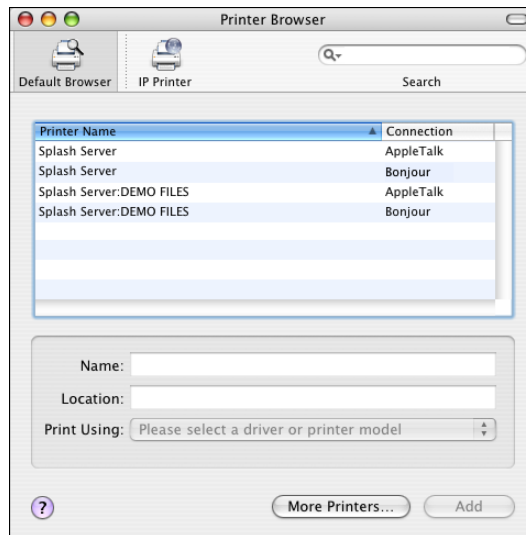 Printer Browser
Default Browser
IP Printer
Search
Printer Name Connection
Splash Server AppleTalk
Splash Server Bonjour
Splash Server:DEMO FILES AppleTalk
Splash Server:DEMO FILES Bonjour
Name:
Location:
Print Using: Please select a driver or printer model
? More Printers... Add